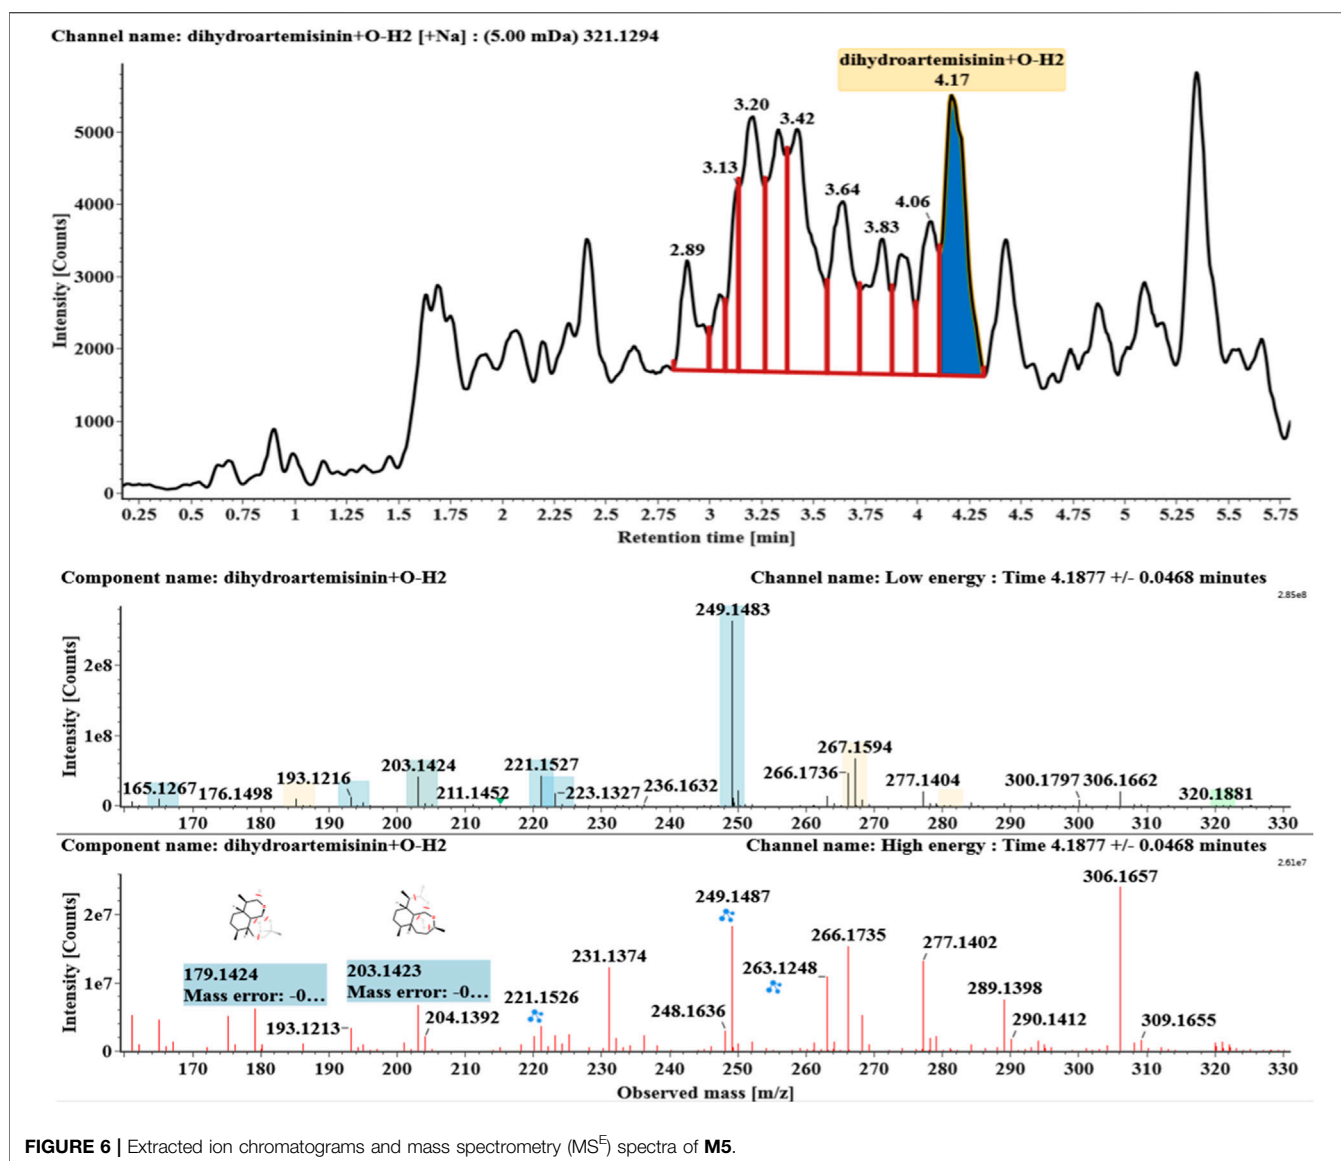 Channel name: dihydroartemisinin+O-H2 [+Na] : (5.00 mDa) 321.1294
dihydroartemisinin+O-H2
4.17
3.20
3.42
3.13
3.64
4.06
3.83
2.89
Intensity [Counts]
5000
4000
3000
2000
1000
0
0.25 0.5 0.75 1 1.25 1.5 1.75 2 2.25 2.5 2.75 3 3.25 3.5 3.75 4 4.25 4.5 4.75 5 5.25 5.5 5.75
Retention time [min]
Component name: dihydroartemisinin+O-H2 Channel name: Low energy : Time 4.1877 +/- 0.0468 minutes
2.85e8
Intensity [Counts]
2e8
1e8
0
249.1483
267.1594
203.1424 221.1527
266.1736
277.1404
300.1797 306.1662
193.1216
236.1632
165.1267 176.1498
211.1452
223.1327
320.1881
170 180 190 200 210 220 230 240 250 260 270 280 290 300 310 320 330
Component name: dihydroartemisinin+O-H2 Channel name: High energy : Time 4.1877 +/- 0.0468 minutes
2.61e7
Intensity [Counts]
2e7
1e7
0
306.1657
249.1487
266.1735
277.1402
231.1374
263.1248
179.1424
Mass error: -0...
203.1423
Mass error: -0...
221.1526
289.1398
248.1636
290.1412
309.1655
193.1213
204.1392
170 180 190 200 210 220 230 240 250 260 270 280 290 300 310 320 330
Observed mass [m/z]
FIGURE 6 | Extracted ion chromatograms and mass spectrometry (MSᴱ) spectra of M5.